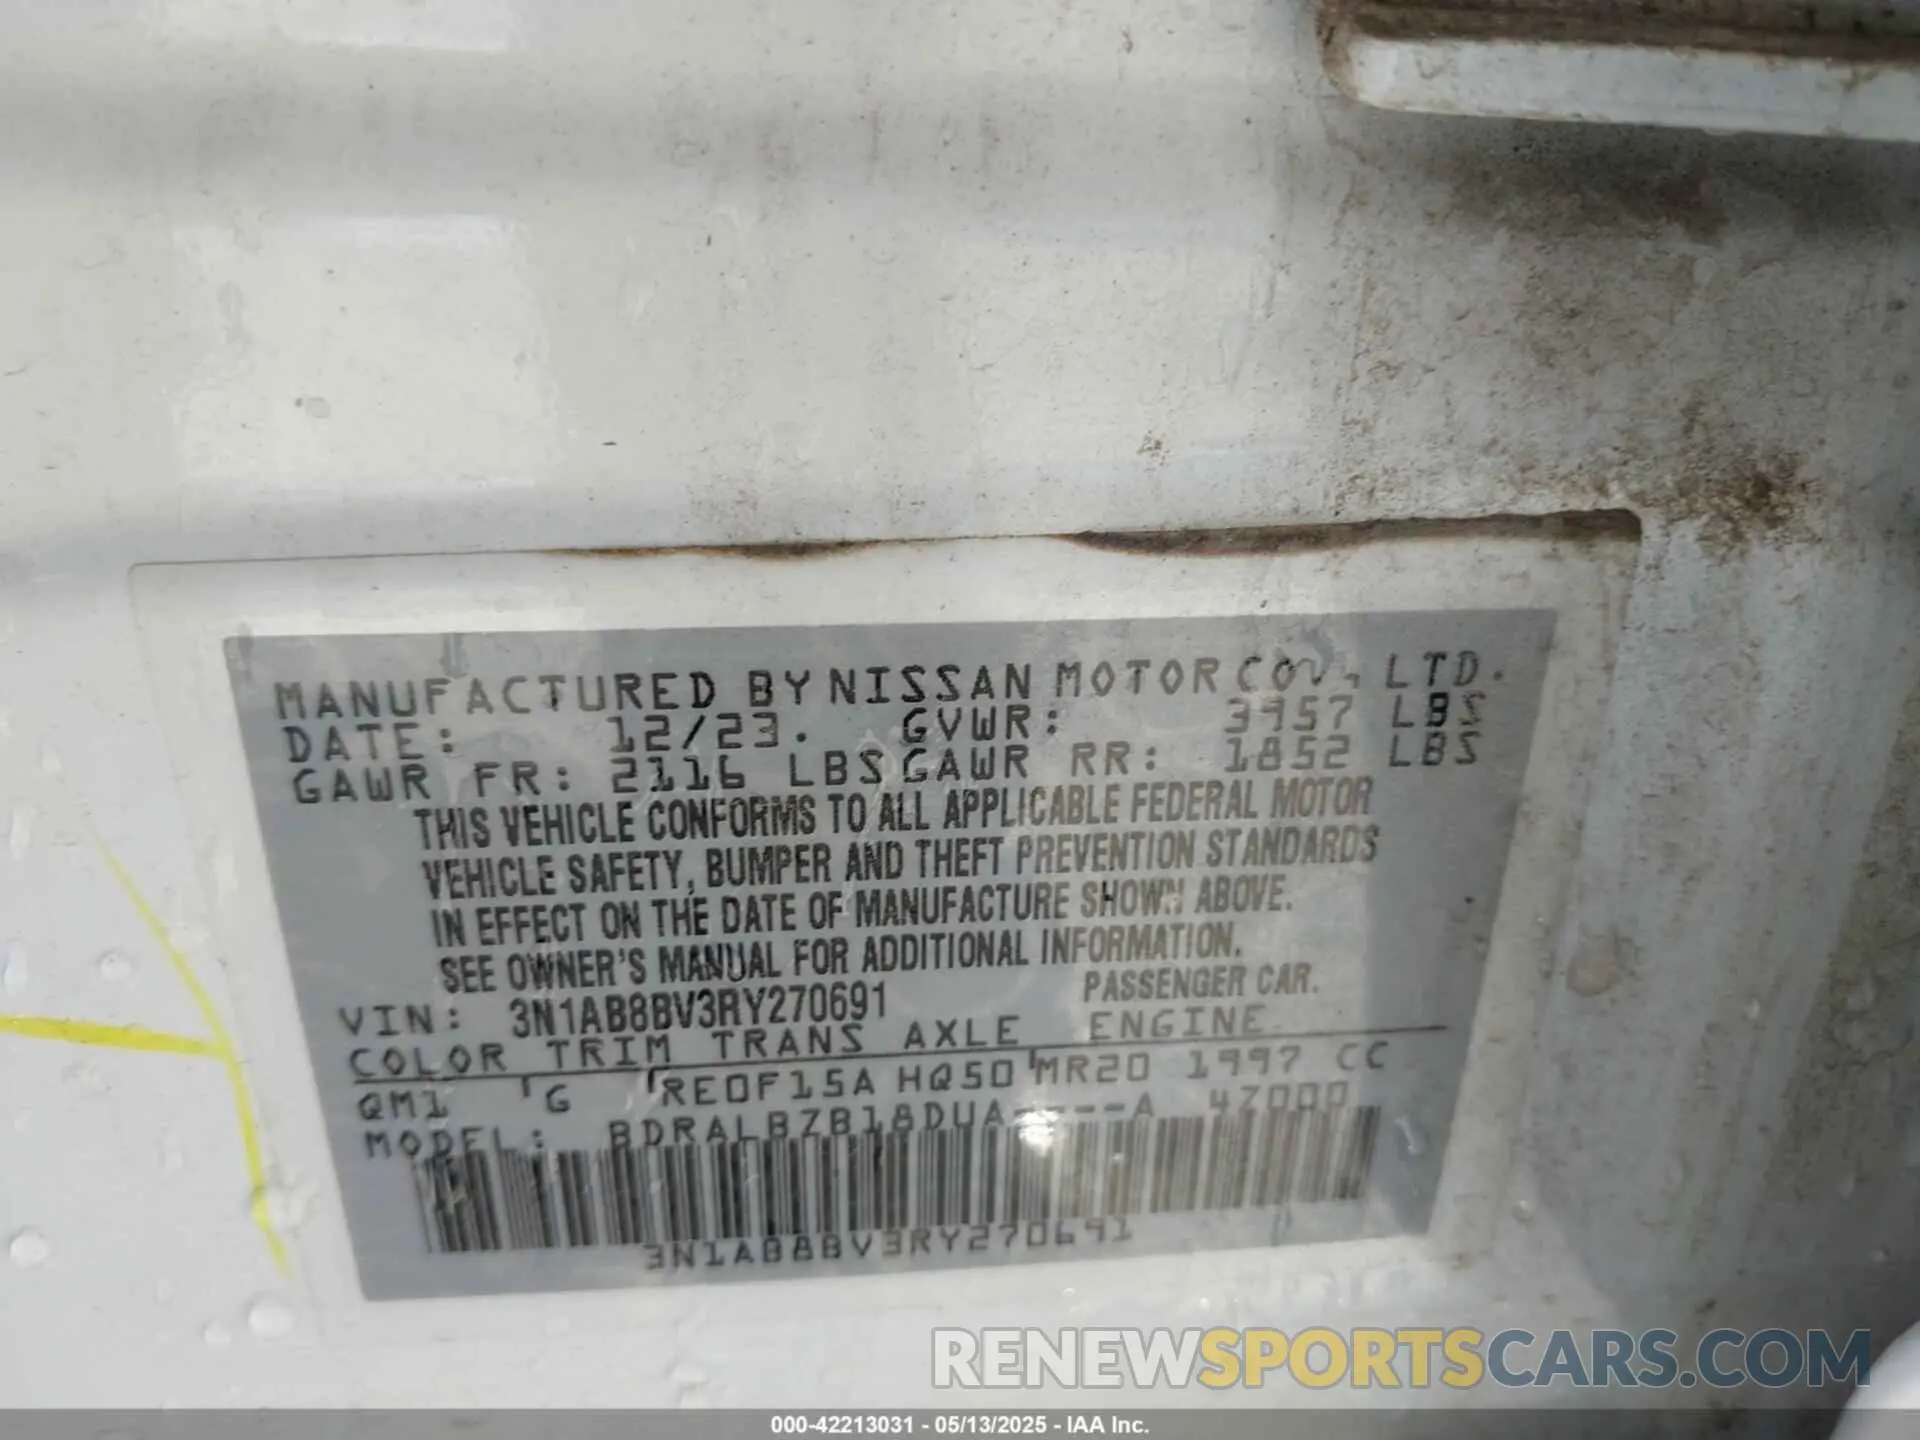 MANUFACTURED BY NISSAN MOTOR CO., LTD.
DATE: 12/23. GVWR: 3957 LBS
GAWR FR: 2116 LBS GAWR RR: 1852 LBS
THIS VEHICLE CONFORMS TO ALL APPLICABLE FEDERAL MOTOR
VEHICLE SAFETY, BUMPER AND THEFT PREVENTION STANDARDS
IN EFFECT ON THE DATE OF MANUFACTURE SHOWN ABOVE.
SEE OWNER'S MANUAL FOR ADDITIONAL INFORMATION.
VIN: 3N1AB8BV3RY270691 PASSENGER CAR.
COLOR TRIM TRANS AXLE ENGINE
QM1 G RE0F15A HQ50 MR20 1997 CC
MODEL: BDRALBZB18DUA----A 47000
3N1AB8BV3RY270691
RENEWSPORTSCARS.COM
000-42213031 - 05/13/2025 - IAA Inc.